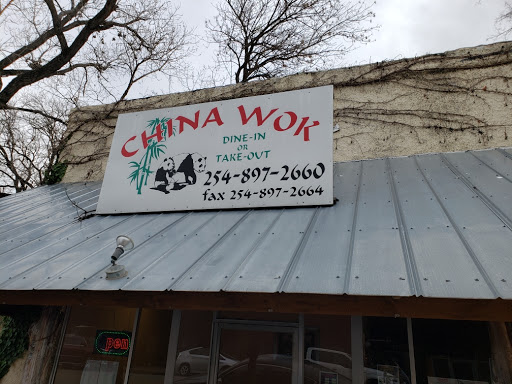 CHINA WOK
DINE-IN
OR
TAKE-OUT
254-897-2660
fax 254-897-2664